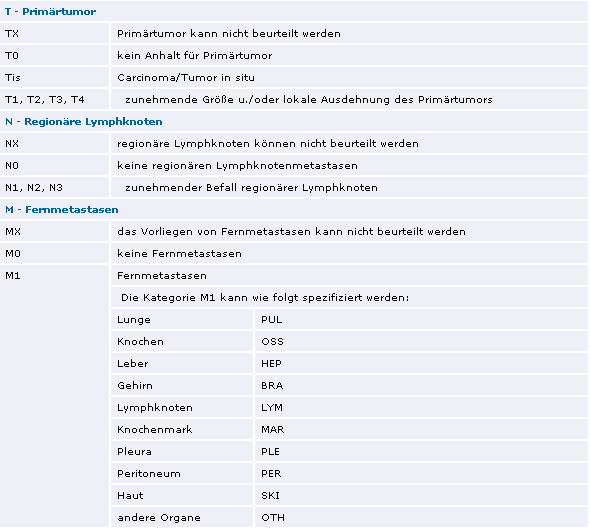 T - Primärtumor
TX Primärtumor kann nicht beurteilt werden
T0 kein Anhalt für Primärtumor
Tis Carcinoma/Tumor in situ
T1, T2, T3, T4 zunehmende Größe u./oder lokale Ausdehnung des Primärtumors
N - Regionäre Lymphknoten
NX regionäre Lymphknoten können nicht beurteilt werden
N0 keine regionären Lymphknotenmetastasen
N1, N2, N3 zunehmender Befall regionärer Lymphknoten
M - Fernmetastasen
MX das Vorliegen von Fernmetastasen kann nicht beurteilt werden
M0 keine Fernmetastasen
M1 Fernmetastasen
Die Kategorie M1 kann wie folgt spezifiziert werden:
Lunge PUL
Knochen OSS
Leber HEP
Gehirn BRA
Lymphknoten LYM
Knochenmark MAR
Pleura PLE
Peritoneum PER
Haut SKI
andere Organe OTH